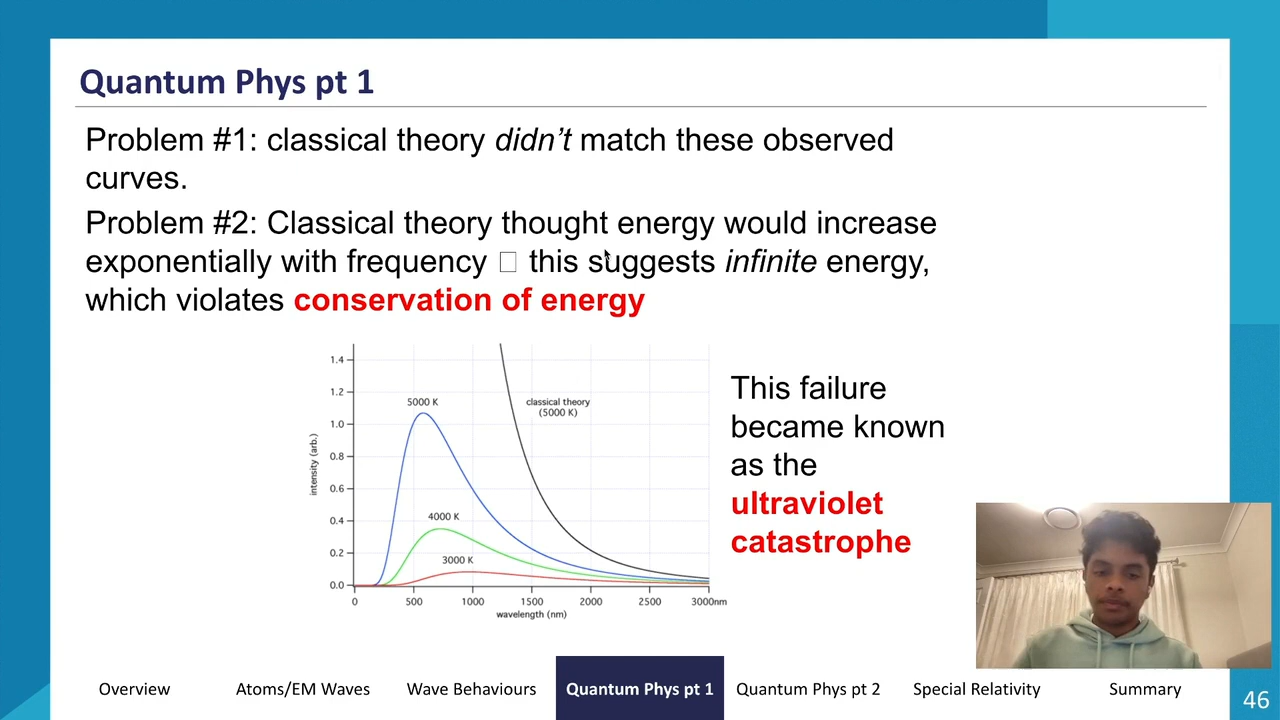 Quantum Phys pt 1
Problem #1: classical theory didn't match these observed
curves.
Problem #2: Classical theory thought energy would increase
exponentially with frequency □ this suggests infinite energy,
which violates conservation of energy
1.4
1.2
1.0
0.8
0.6
0.4
0.2
0.0
intensity (arb.)
5000 K
classical theory
(5000 K)
4000 K
3000 K
0 500 1000 1500 2000 2500 3000nm
wavelength (nm)
This failure
became known
as the
ultraviolet
catastrophe
Overview Atoms/EM Waves Wave Behaviours Quantum Phys pt 1 Quantum Phys pt 2 Special Relativity Summary
46